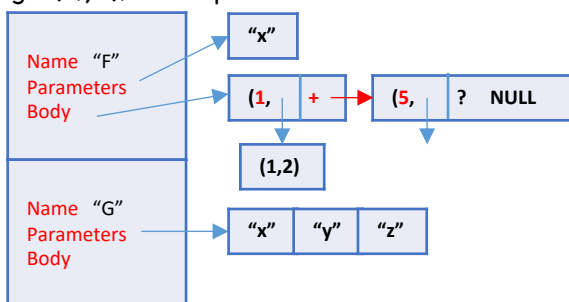 “x”
Name “F”
Parameters
Body
(1, + (5, ? NULL
(1,2)
Name “G”
Parameters
Body
“x” “y” “z”